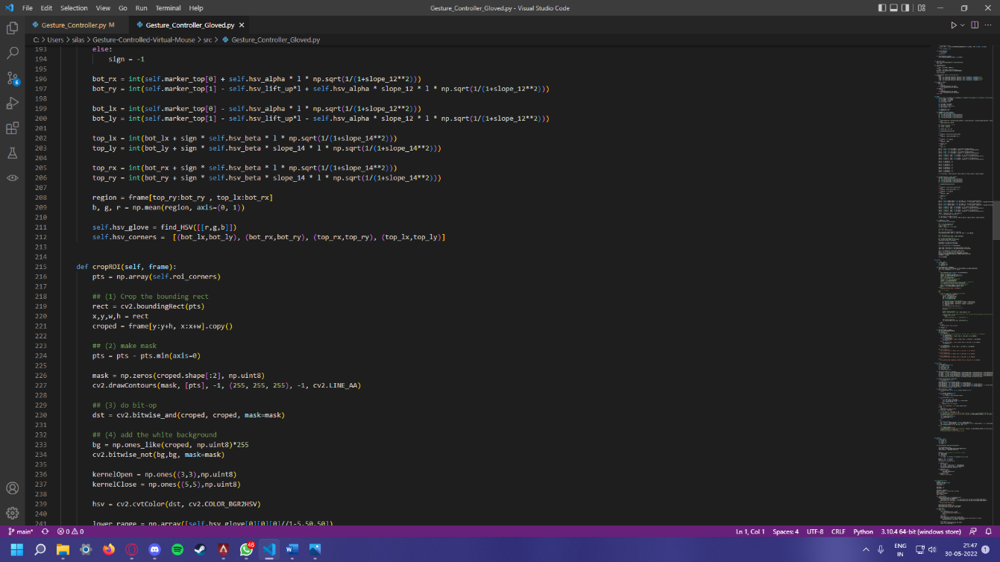 File Edit Selection View Go Run Terminal Help
Gesture_Controller_Gloved.py - Visual Studio Code
Gesture_Controller.py M
Gesture_Controller_Gloved.py
C: > Users > silas > Gesture-Controlled-Virtual-Mouse > src > Gesture_Controller_Gloved.py
193 else:
194 sign = -1
195
196 bot_rx = int(self.marker_top[0] + self.hsv_alpha * l * np.sqrt(1/(1+slope_12**2)))
197 bot_ry = int(self.marker_top[1] - self.hsv_lift_up*l + self.hsv_alpha * slope_12 * l * np.sqrt(1/(1+slope_12**2)))
198
199 bot_lx = int(self.marker_top[0] - self.hsv_alpha * l * np.sqrt(1/(1+slope_12**2)))
200 bot_ly = int(self.marker_top[1] - self.hsv_lift_up*l - self.hsv_alpha * slope_12 * l * np.sqrt(1/(1+slope_12**2)))
201
202 top_lx = int(bot_lx + sign * self.hsv_beta * l * np.sqrt(1/(1+slope_14**2)))
203 top_ly = int(bot_ly + sign * self.hsv_beta * slope_14 * l * np.sqrt(1/(1+slope_14**2)))
204
205 top_rx = int(bot_rx + sign * self.hsv_beta * l * np.sqrt(1/(1+slope_14**2)))
206 top_ry = int(bot_ry + sign * self.hsv_beta * slope_14 * l * np.sqrt(1/(1+slope_14**2)))
207
208 region = frame[top_ry:bot_ry , top_lx:bot_rx]
209 b, g, r = np.mean(region, axis=(0, 1))
210
211 self.hsv_glove = find_HSV([[r,g,b]])
212 self.hsv_corners =  [(bot_lx,bot_ly), (bot_rx,bot_ry), (top_rx,top_ry), (top_lx,top_ly)]
213
214
215 def cropROI(self, frame):
216 pts = np.array(self.roi_corners)
217
218 ## (1) Crop the bounding rect
219 rect = cv2.boundingRect(pts)
220 x,y,w,h = rect
221 croped = frame[y:y+h, x:x+w].copy()
222
223 ## (2) make mask
224 pts = pts - pts.min(axis=0)
225
226 mask = np.zeros(croped.shape[:2], np.uint8)
227 cv2.drawContours(mask, [pts], -1, (255, 255, 255), -1, cv2.LINE_AA)
228
229 ## (3) do bit-op
230 dst = cv2.bitwise_and(croped, croped, mask=mask)
231
232 ## (4) add the white background
233 bg = np.ones_like(croped, np.uint8)*255
234 cv2.bitwise_not(bg,bg, mask=mask)
235
236 kernelOpen = np.ones((3,3),np.uint8)
237 kernelClose = np.ones((5,5),np.uint8)
238
239 hsv = cv2.cvtColor(dst, cv2.COLOR_BGR2HSV)
240
241 lower_range = np.array([self.hsv_glove[0][0][0]//1-5,50,50])
6
main* 0 0 Ln 1, Col 1 Spaces: 4 UTF-8 CRLF Python 3.10.4 64-bit (windows store)
46
ENG
IN
21:47
30-05-2022
1